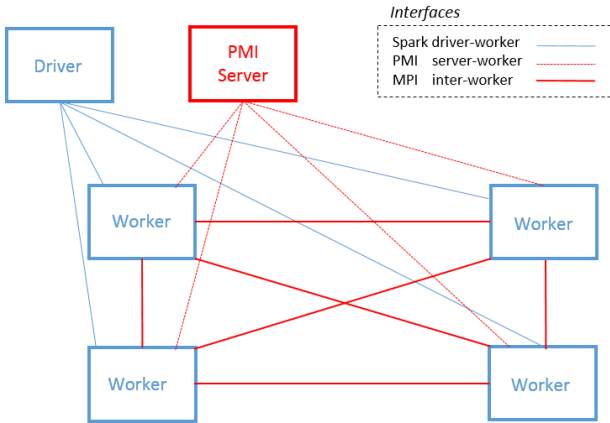 Interfaces
Spark driver-worker
PMI server-worker
MPI inter-worker
Driver
PMI
Server
Worker
Worker
Worker
Worker